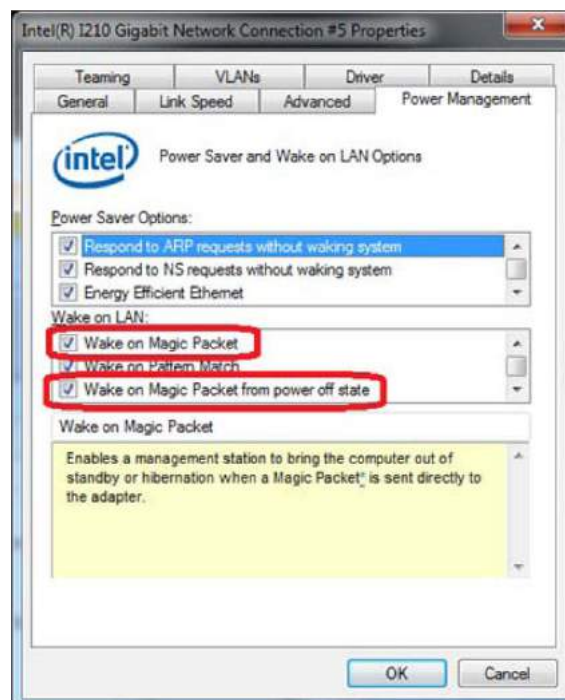 Intel(R) I210 Gigabit Network Connection #5 Properties
Teaming VLANs Driver Details
General Link Speed Advanced Power Management
intel Power Saver and Wake on LAN Options
Power Saver Options:
Respond to ARP requests without waking system
Respond to NS requests without waking system
Energy Efficient Ethernet
Wake on LAN:
Wake on Magic Packet
Wake on Pattern Match
Wake on Magic Packet from power off state
Wake on Magic Packet
Enables a management station to bring the computer out of
standby or hibernation when a Magic Packet* is sent directly to
the adapter.
OK Cancel